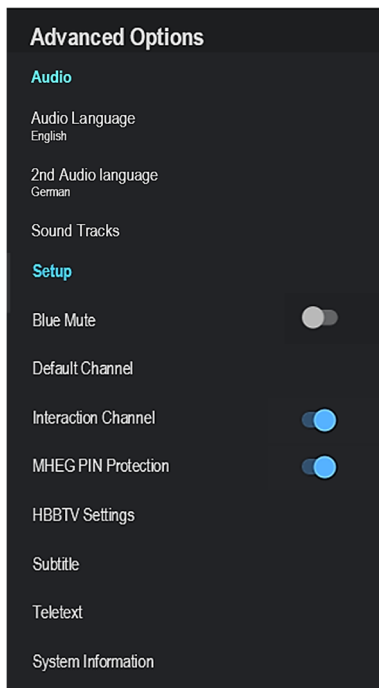 Advanced Options
Audio
Audio Language
English
2nd Audio language
German
Sound Tracks
Setup
Blue Mute
Default Channel
Interaction Channel
MHEG PIN Protection
HBBTV Settings
Subtitle
Teletext
System Information